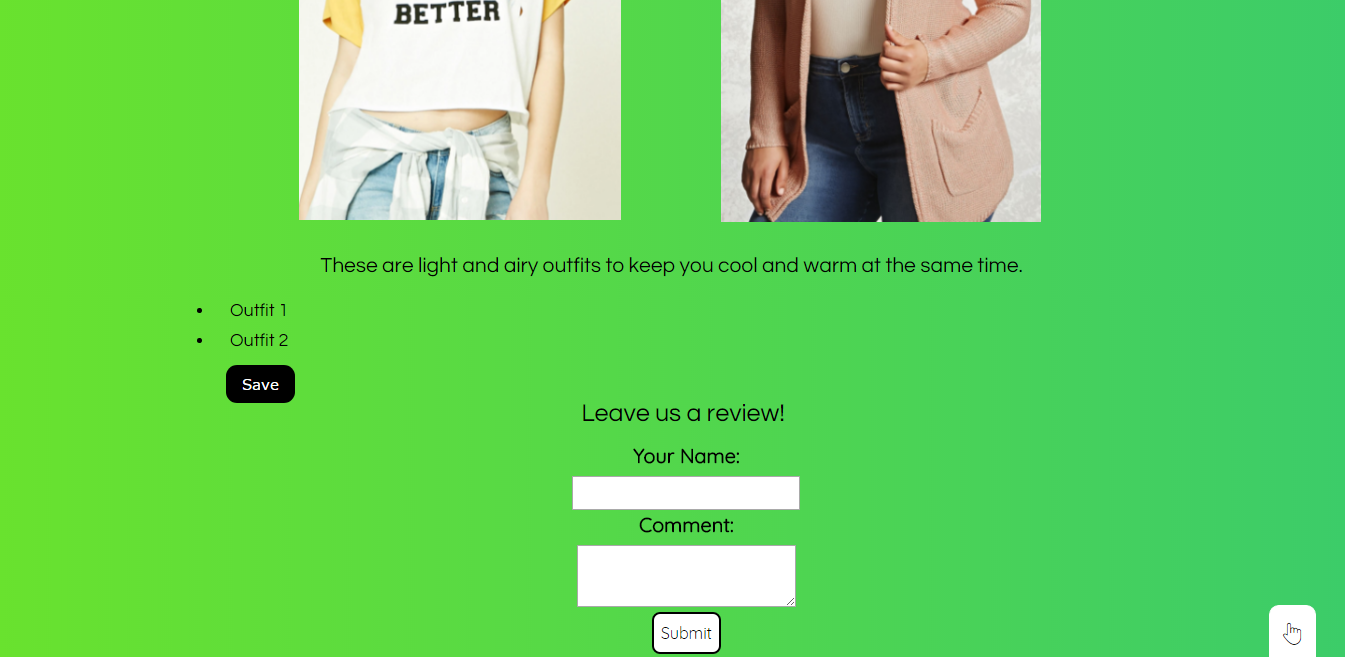 BETTER
These are light and airy outfits to keep you cool and warm at the same time.
Outfit 1
Outfit 2
Save
Leave us a review!
Your Name:
Comment:
Submit